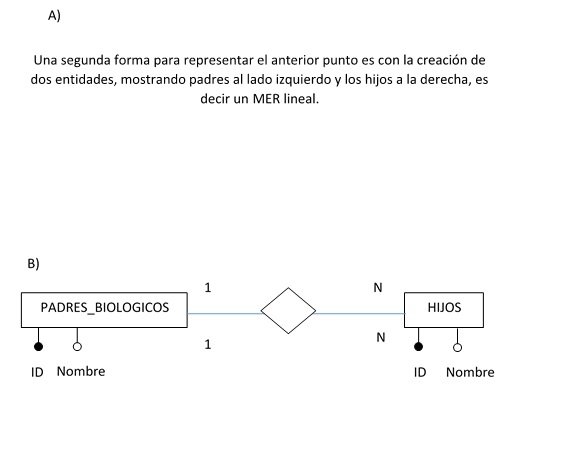 A)
Una segunda forma para representar el anterior punto es con la creación de
dos entidades, mostrando padres al lado izquierdo y los hijos a la derecha, es
decir un MER lineal.
B)
1
N
PADRES_BIOLOGICOS
HIJOS
1
N
ID Nombre
ID Nombre